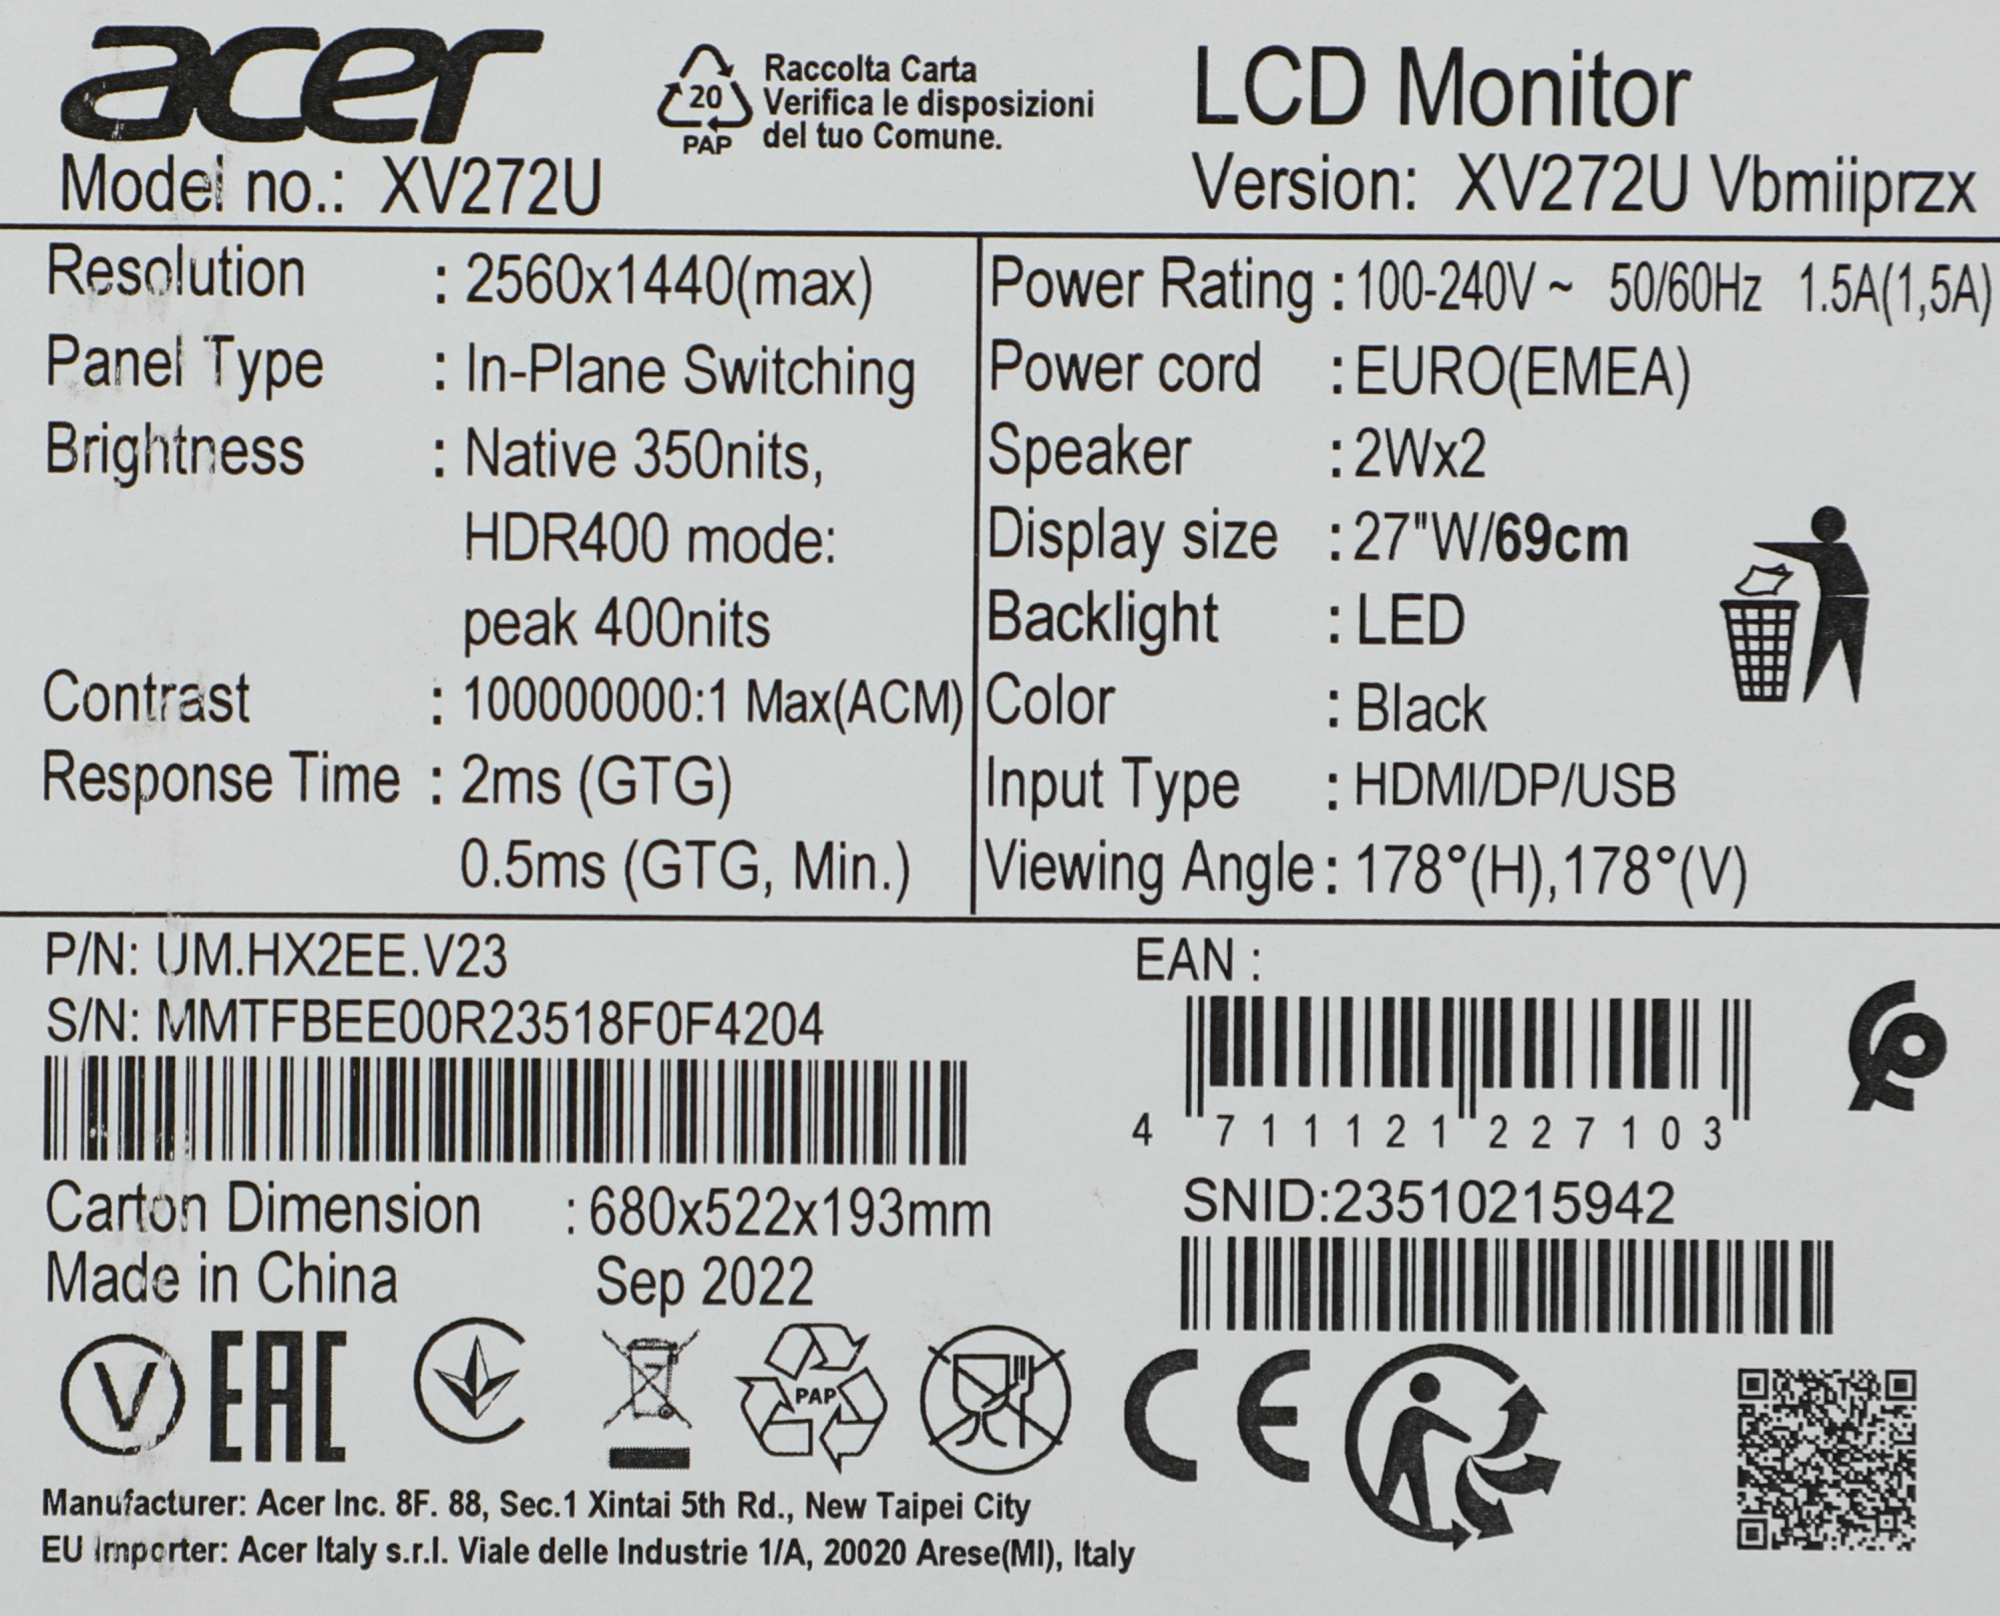 acer
20
PAP
Raccolta Carta
Verifica le disposizioni
del tuo Comune.
LCD Monitor
Model no.: XV272U
Version: XV272U Vbmiiprzx
Resolution : 2560x1440(max)
Panel Type : In-Plane Switching
Brightness : Native 350nits,
HDR400 mode:
peak 400nits
Contrast : 100000000:1 Max(ACM)
Response Time : 2ms (GTG)
0.5ms (GTG, Min.)
Power Rating : 100-240V ~ 50/60Hz 1.5A(1,5A)
Power cord : EURO(EMEA)
Speaker : 2Wx2
Display size : 27"W/69cm
Backlight : LED
Color : Black
Input Type : HDMI/DP/USB
Viewing Angle : 178°(H),178°(V)
P/N: UM.HX2EE.V23
S/N: MMTFBEE00R23518F0F4204
EAN :
4 711121 227103
Carton Dimension : 680x522x193mm
Made in China Sep 2022
SNID:23510215942
V EAC
PAP
CE
Manufacturer: Acer Inc. 8F. 88, Sec.1 Xintai 5th Rd., New Taipei City
EU Importer: Acer Italy s.r.l. Viale delle Industrie 1/A, 20020 Arese(MI), Italy